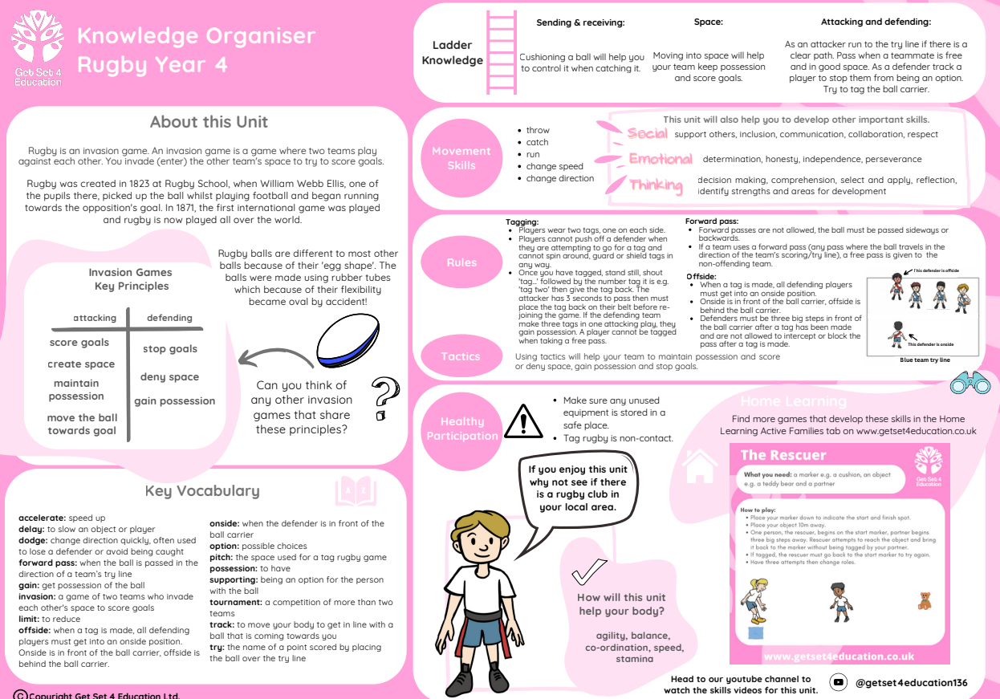 Get Set 4
Education
Knowledge Organiser
Rugby Year 4
About this Unit
Rugby is an invasion game. An invasion game is a game where two teams play
against each other. You invade (enter) the other team's space to try to score goals.
Rugby was created in 1823 at Rugby School, when William Webb Ellis, one of
the pupils there, picked up the ball whilst playing football and began running
towards the opposition's goal. In 1871, the first international game was played
and rugby is now played all over the world.
Invasion Games
Key Principles
attacking
defending
score goals
create space
maintain
possession
move the ball
towards goal
stop goals
deny space
gain possession
Rugby balls are different to most other
balls because of their 'egg shape'. The
balls were made using rubber tubes
which because of their flexibility
became oval by accident!
Can you think of
any other invasion
games that share
these principles?
?
Key Vocabulary
A Z
accelerate: speed up
delay: to slow an object or player
dodge: change direction quickly, often used
to lose a defender or avoid being caught
forward pass: when the ball is passed in the
direction of a team's try line
gain: get possession of the ball
invasion: a game of two teams who invade
each other's space to score goals
limit: to reduce
offside: when a tag is made, all defending
players must get into an onside position.
Onside is in front of the ball carrier, offside is
behind the ball carrier.
onside: when the defender is in front of the
ball carrier
option: possible choices
pitch: the space used for a tag rugby game
possession: to have
supporting: being an option for the person
with the ball
tournament: a competition of more than two
teams
track: to move your body to get in line with a
ball that is coming towards you
try: the name of a point scored by placing
the ball over the try line
© Copyright Get Set 4 Education Ltd.
Ladder
Knowledge
Sending & receiving:
Cushioning a ball will help you
to control it when catching it.
Space:
Moving into space will help
your team keep possession
and score goals.
Attacking and defending:
As an attacker run to the try line if there is a
clear path. Pass when a teammate is free
and in good space. As a defender track a
player to stop them from being an option.
Try to tag the ball carrier.
Movement
Skills
• throw
• catch
• run
• change speed
• change direction
This unit will also help you to develop other important skills.
Social support others, inclusion, communication, collaboration, respect
Emotional determination, honesty, independence, perseverance
Thinking decision making, comprehension, select and apply, reflection,
identify strengths and areas for development
Rules
Tagging:
• Players wear two tags, one on each side.
• Players cannot push off a defender when
they are attempting to go for a tag and
cannot spin around, guard or shield tags in
any way.
• Once you have tagged, stand still, shout
'tag...' followed by the number tag it is e.g.
'tag two' then give the tag back. The
attacker has 3 seconds to pass then must
place the tag back on their belt before re-
joining the game. If the defending team
make three tags in one attacking play, they
gain possession. A player cannot be tagged
when taking a free pass.
Forward pass:
• Forward passes are not allowed, the ball must be passed sideways or
backwards.
• If a team uses a forward pass (any pass where the ball travels in the
direction of the team's scoring/try line), a free pass is given to the
non-offending team.
Offside:
• When a tag is made, all defending players
must get into an onside position.
• Onside is in front of the ball carrier, offside is
behind the ball carrier.
• Defenders must be three big steps in front of
the ball carrier after a tag has been made
and are not allowed to intercept or block the
pass after a tag is made.
This defender is offside
This defender is onside
Blue team try line
Tactics
Using tactics will help your team to maintain possession and score
or deny space, gain possession and stop goals.
Healthy
Participation
• Make sure any unused
equipment is stored in a
safe place.
• Tag rugby is non-contact.
If you enjoy this unit
why not see if there
is a rugby club in
your local area.
How will this unit
help your body?
agility, balance,
co-ordination, speed,
stamina
Home Learning
Find more games that develop these skills in the Home
Learning Active Families tab on www.getset4education.co.uk
The Rescuer
Get Set 4
Education
What you need: a marker e.g. a cushion, an object
e.g. a teddy bear and a partner
How to play:
• Place your marker down to indicate the start and finish spot.
• Place your object 10m away.
• One person, the rescuer, begins on the start marker, partner begins
three big steps away. Rescuer attempts to reach the object and bring
it back to the marker without being tagged by your partner.
• If tagged, the rescuer must go back to the start marker to try again.
• Have three attempts then change roles.
www.getset4education.co.uk
Head to our youtube channel to
watch the skills videos for this unit.
@getset4education136